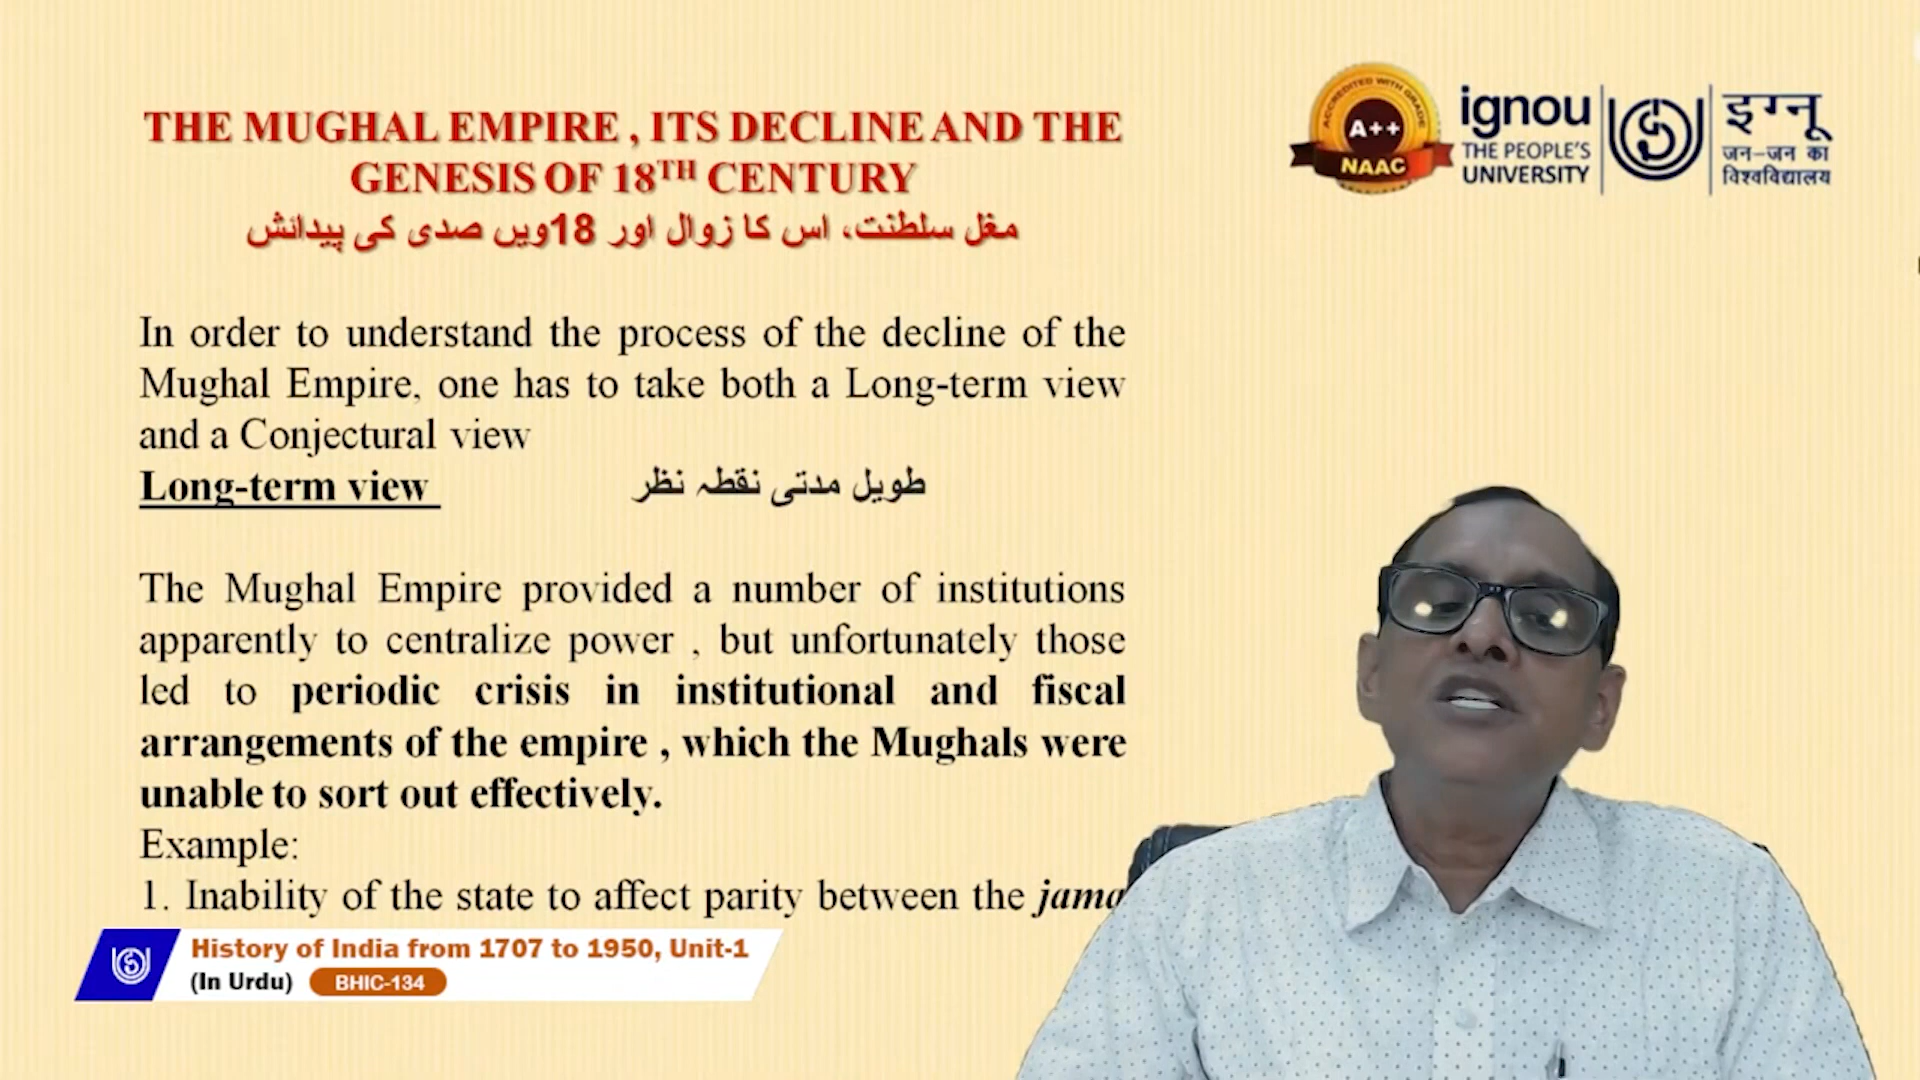 THE MUGHAL EMPIRE , ITS DECLINE AND THE
GENESIS OF 18TH CENTURY
مغل سلطنت، اس کا زوال اور 18ویں صدی کی پیدائش
In order to understand the process of the decline of the
Mughal Empire, one has to take both a Long-term view
and a Conjectural view
Long-term view طویل مدتی نقطہ نظر
The Mughal Empire provided a number of institutions
apparently to centralize power , but unfortunately those
led to periodic crisis in institutional and fiscal
arrangements of the empire , which the Mughals were
unable to sort out effectively.
Example:
1. Inability of the state to affect parity between the jama
ACCREDITED WITH GRADE
A++
NAAC
ignou
THE PEOPLE'S
UNIVERSITY
इग्नू
जन-जन का
विश्वविद्यालय
History of India from 1707 to 1950, Unit-1
(In Urdu) BHIC-134